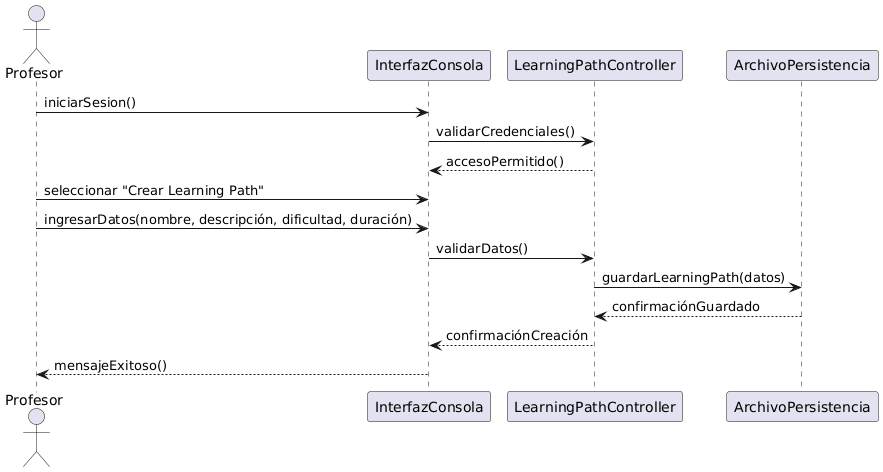 Profesor
InterfazConsola
LearningPathController
ArchivoPersistencia
iniciarSesion()
validarCredenciales()
accesoPermitido()
seleccionar "Crear Learning Path"
ingresarDatos(nombre, descripción, dificultad, duración)
validarDatos()
guardarLearningPath(datos)
confirmaciónGuardado
confirmaciónCreación
mensajeExitoso()
Profesor
InterfazConsola
LearningPathController
ArchivoPersistencia